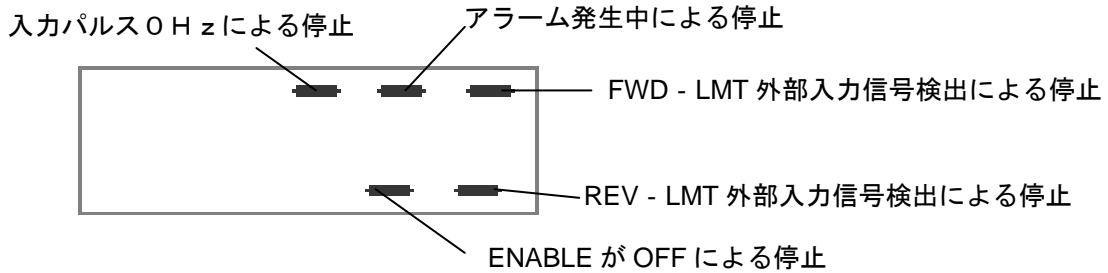 入力パルス０Ｈｚによる停止
アラーム発生中による停止
FWD - LMT 外部入力信号検出による停止
REV - LMT 外部入力信号検出による停止
ENABLE が OFF による停止